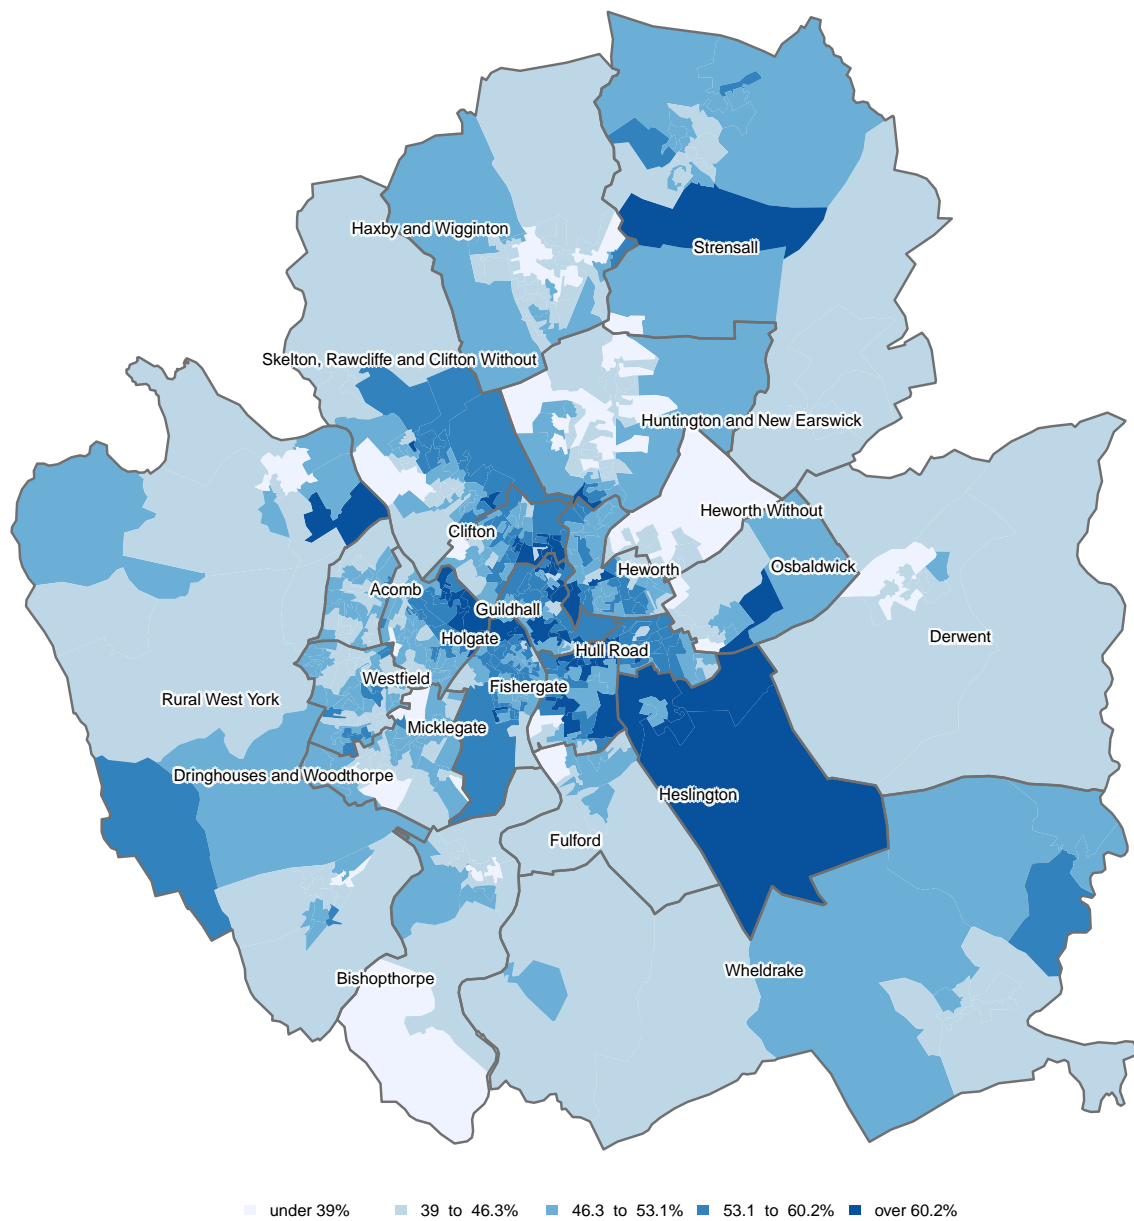 Haxby and Wigginton
Strensall
Skelton, Rawcliffe and Clifton Without
Huntington and New Earswick
Heworth Without
Clifton
Osbaldwick
Heworth
Acomb
Guildhall
Derwent
Holgate
Hull Road
Westfield
Fishergate
Rural West York
Micklegate
Dringhouses and Woodthorpe
Heslington
Fulford
Wheldrake
Bishopthorpe
under 39% 39 to 46.3% 46.3 to 53.1% 53.1 to 60.2% over 60.2%